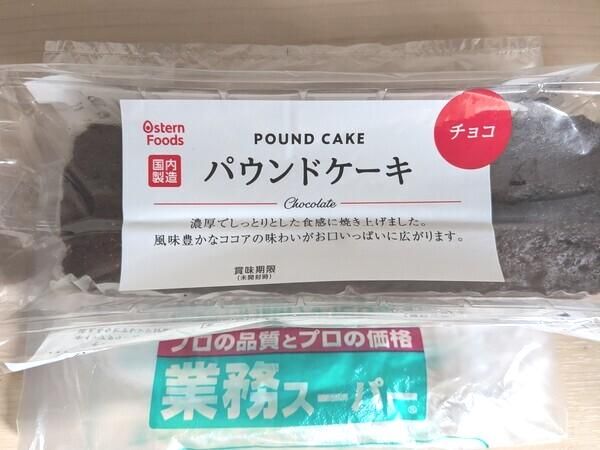 Ostern
Foods
国内
製造
POUND CAKE
パウンドケーキ
チョコ
Chocolate
濃厚でしっとりとした食感に焼き上げました。
風味豊かなココアの味わいがお口いっぱいに広がります。
賞味期限
(未開封時)
プロの品質とプロの価格
業務スーパー®